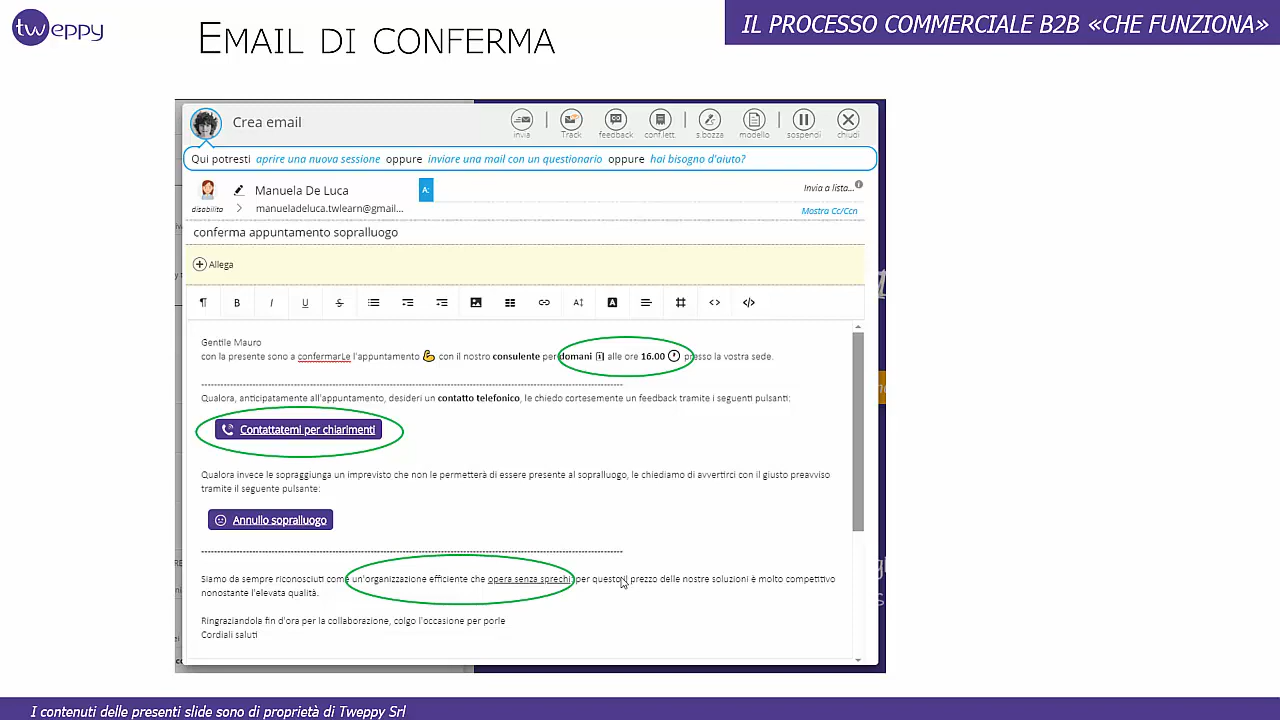 tweppy
EMAIL DI CONFERMA
IL PROCESSO COMMERCIALE B2B «CHE FUNZIONA»
Crea email
invia
Track
feedback
conf.lett.
s.bozza
modello
sospendi
chiudi
Qui potresti aprire una nuova sessione oppure inviare una mail con un questionario oppure hai bisogno d'aiuto?
Manuela De Luca
A:
Invia a lista...
disabilita
manueladeluca.twlearn@gmail...
Mostra Cc/Ccn
conferma appuntamento sopralluogo
Allega
Gentile Mauro
con la presente sono a confermarLe l'appuntamento 💪 con il nostro consulente per domani alle ore 16.00 presso la vostra sede.
Qualora, anticipatamente all'appuntamento, desideri un contatto telefonico, le chiedo cortesemente un feedback tramite i seguenti pulsanti:
Contattatemi per chiarimenti
Qualora invece le sopraggiunga un imprevisto che non le permetterà di essere presente al sopralluogo, le chiediamo di avvertirci con il giusto preavviso
tramite il seguente pulsante:
Annullo sopralluogo
Siamo da sempre riconosciuti come un'organizzazione efficiente che opera senza sprechi: per questo il prezzo delle nostre soluzioni è molto competitivo
nonostante l'elevata qualità.
Ringraziandola fin d'ora per la collaborazione, colgo l'occasione per porle
Cordiali saluti
I contenuti delle presenti slide sono di proprietà di Tweppy Srl